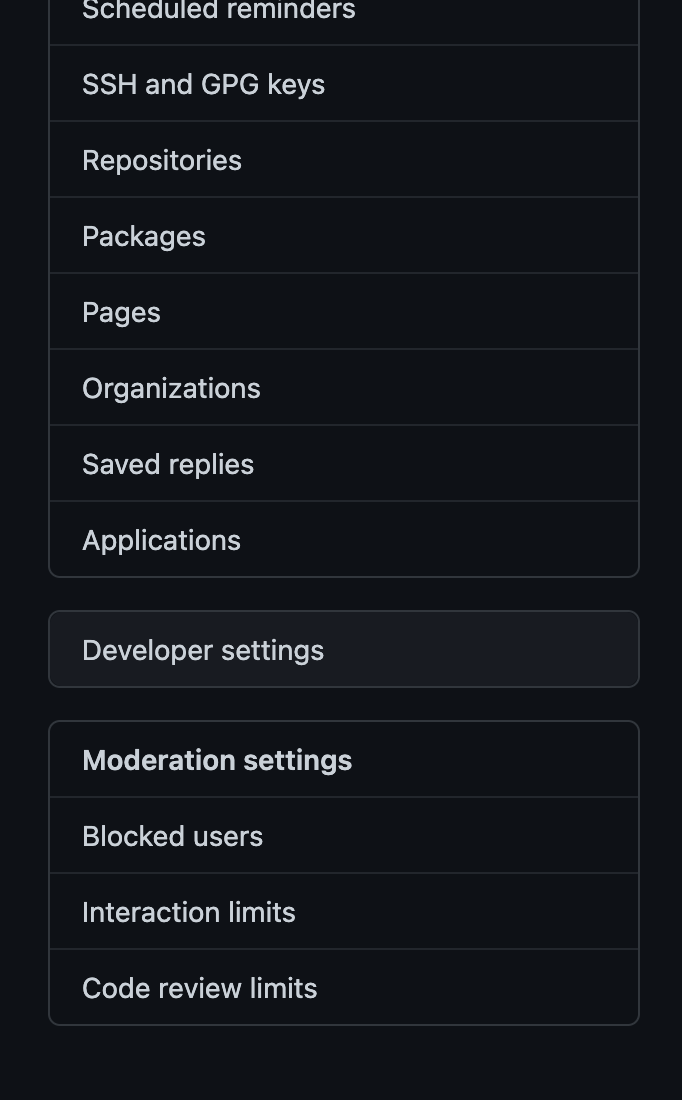 Scheduled reminders
SSH and GPG keys
Repositories
Packages
Pages
Organizations
Saved replies
Applications
Developer settings
Moderation settings
Blocked users
Interaction limits
Code review limits